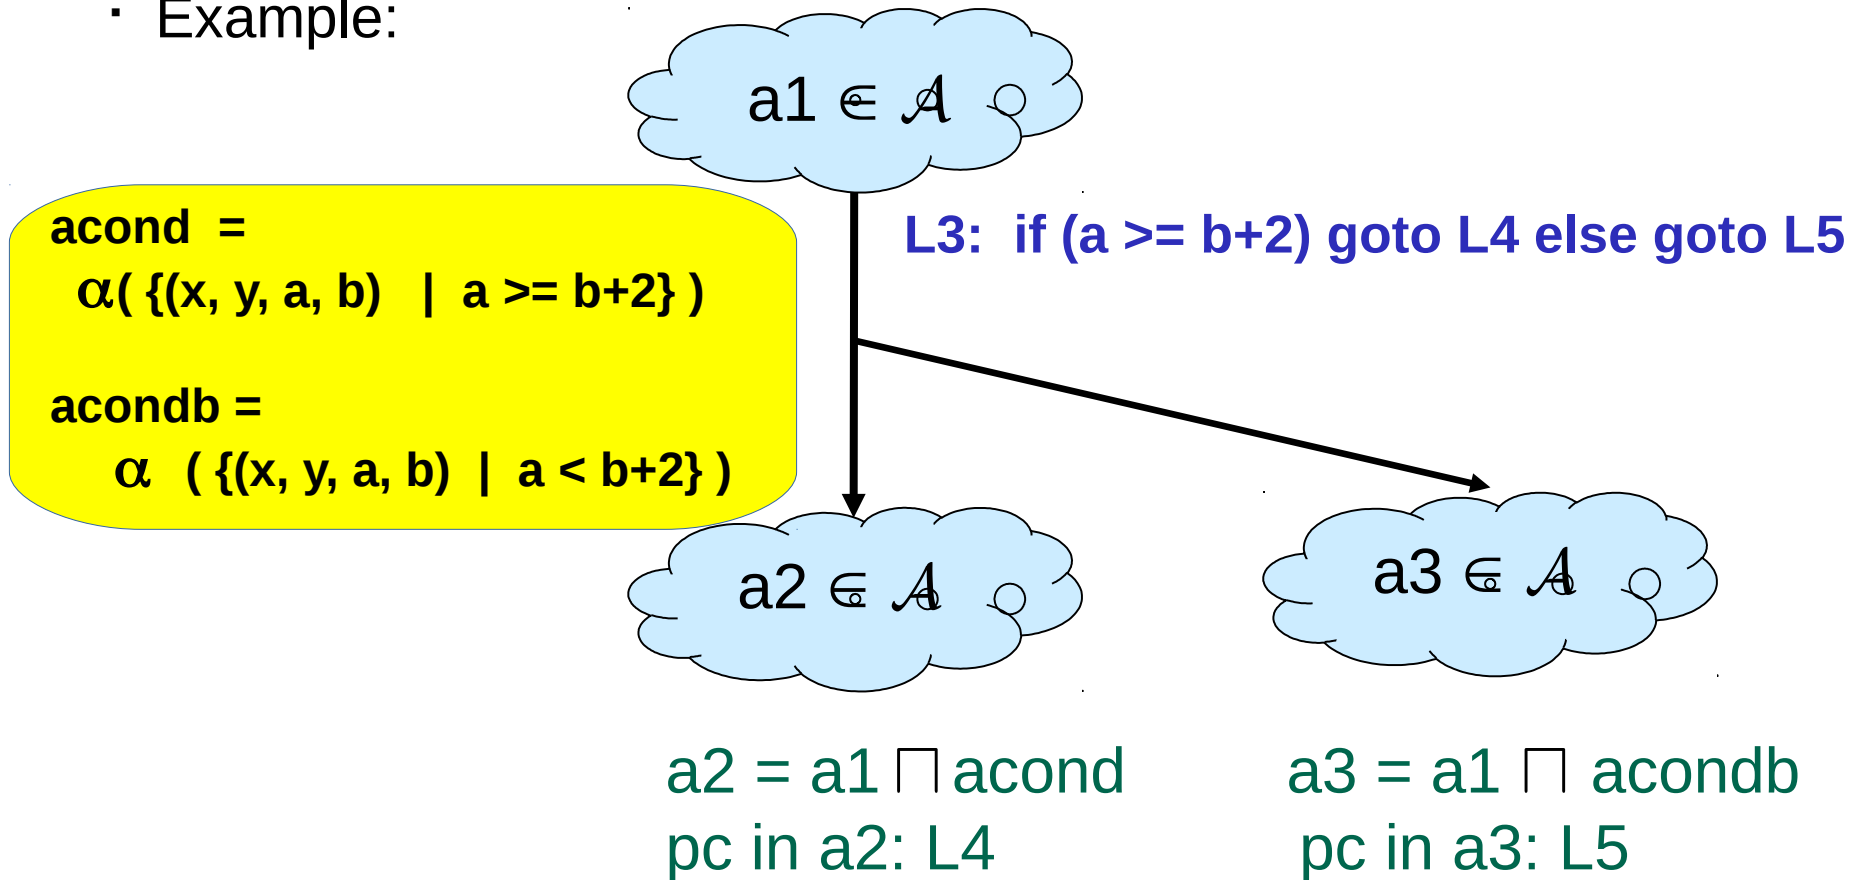 · Example:
a1 ∈ 𝒜
acond =
α( {(x, y, a, b) | a >= b+2} )
acondb =
α ( {(x, y, a, b) | a < b+2} )
L3: if (a >= b+2) goto L4 else goto L5
a2 ∈ 𝒜
a3 ∈ 𝒜
a2 = a1 ⊓ acond
pc in a2: L4
a3 = a1 ⊓ acondb
pc in a3: L5